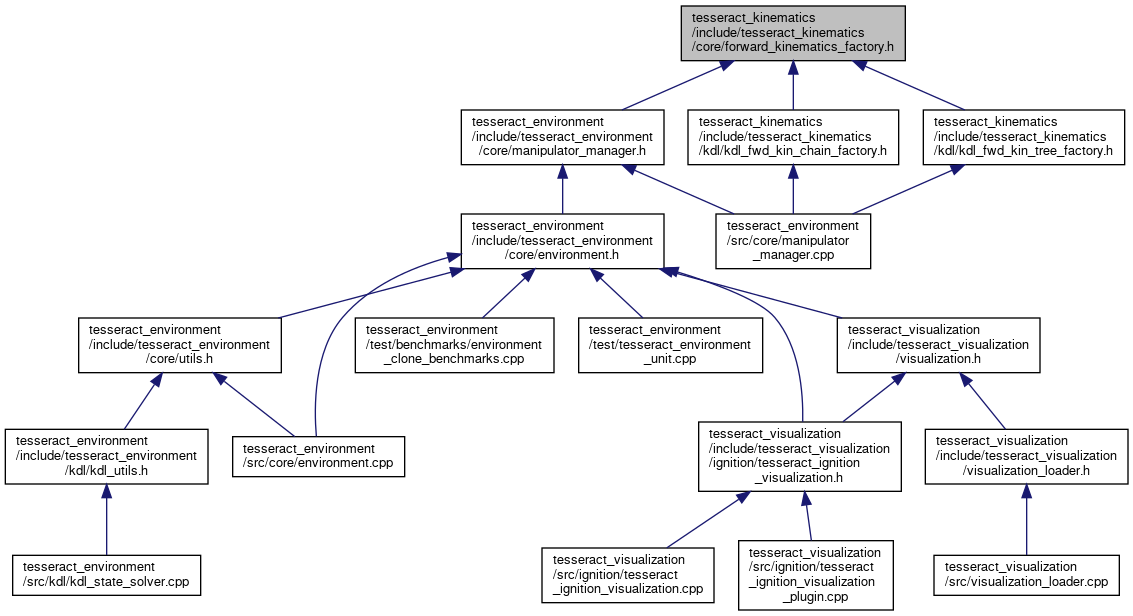 tesseract_kinematics
/include/tesseract_kinematics
/core/forward_kinematics_factory.h
tesseract_environment
/include/tesseract_environment
/core/manipulator_manager.h
tesseract_kinematics
/include/tesseract_kinematics
/kdl/kdl_fwd_kin_chain_factory.h
tesseract_kinematics
/include/tesseract_kinematics
/kdl/kdl_fwd_kin_tree_factory.h
tesseract_environment
/include/tesseract_environment
/core/environment.h
tesseract_environment
/src/core/manipulator
_manager.cpp
tesseract_environment
/include/tesseract_environment
/core/utils.h
tesseract_environment
/test/benchmarks/environment
_clone_benchmarks.cpp
tesseract_environment
/test/tesseract_environment
_unit.cpp
tesseract_visualization
/include/tesseract_visualization
/visualization.h
tesseract_environment
/include/tesseract_environment
/kdl/kdl_utils.h
tesseract_environment
/src/core/environment.cpp
tesseract_visualization
/include/tesseract_visualization
/ignition/tesseract_ignition
_visualization.h
tesseract_visualization
/include/tesseract_visualization
/visualization_loader.h
tesseract_environment
/src/kdl/kdl_state_solver.cpp
tesseract_visualization
/src/ignition/tesseract
_ignition_visualization.cpp
tesseract_visualization
/src/ignition/tesseract
_ignition_visualization
_plugin.cpp
tesseract_visualization
/src/visualization_loader.cpp